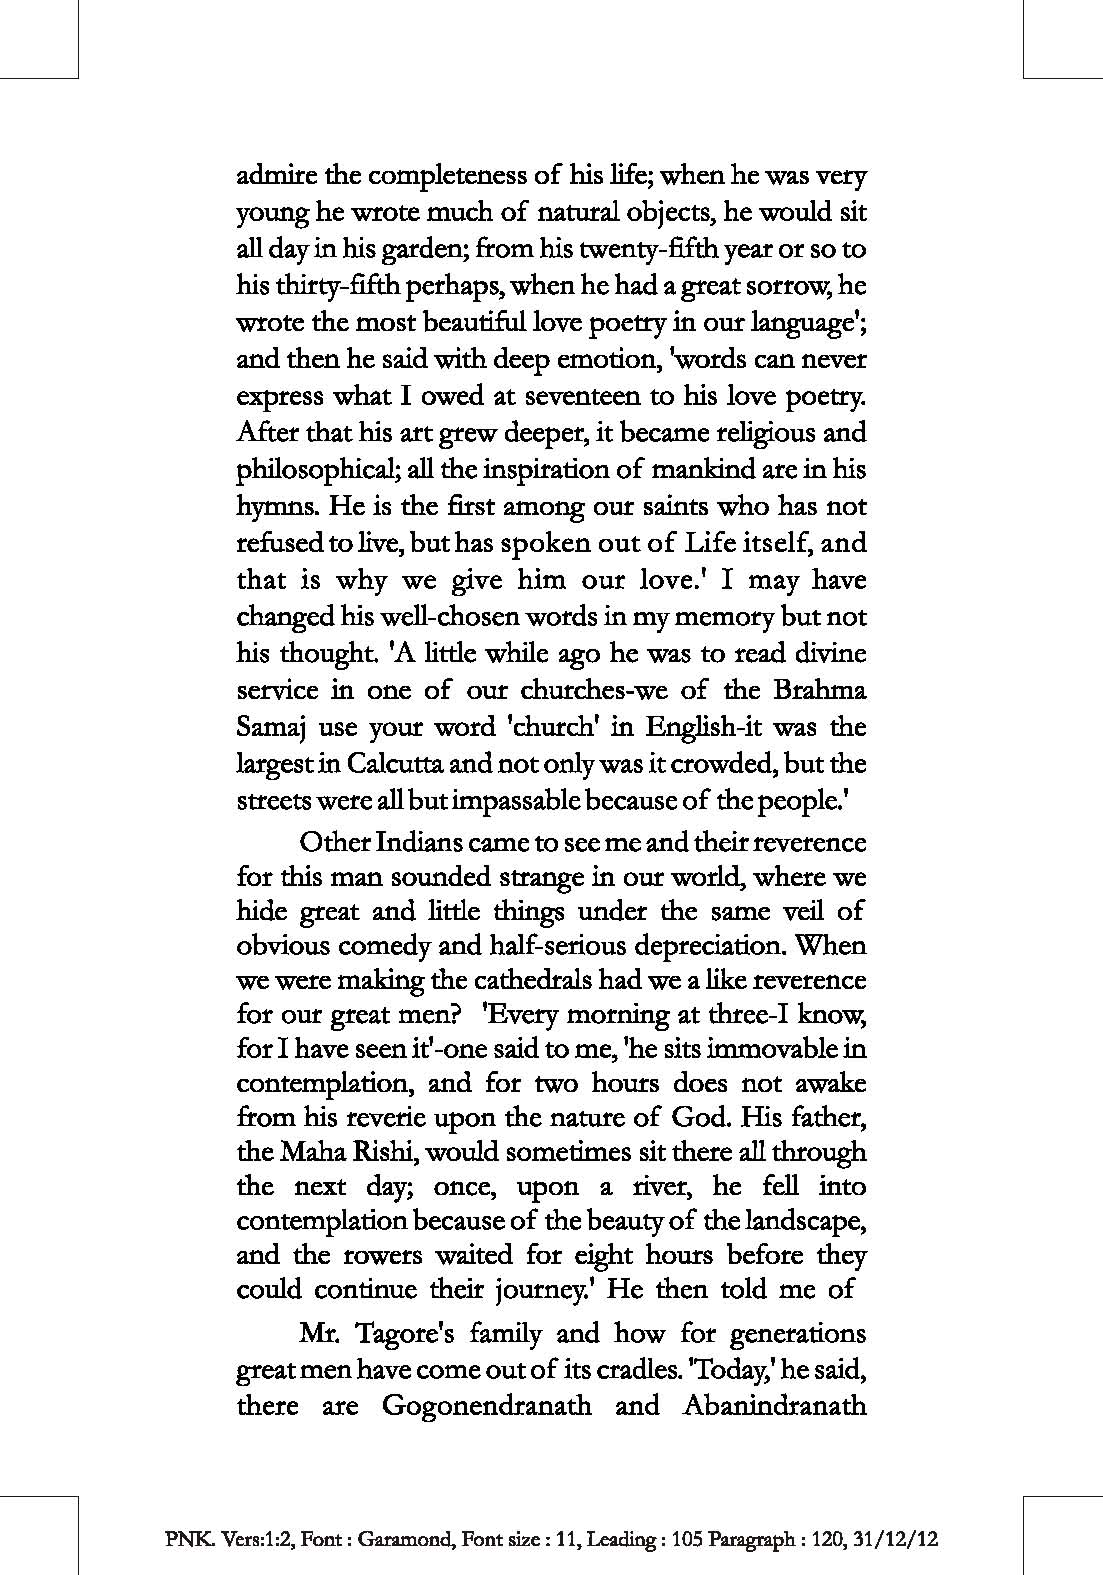 admire the completeness of his life; when he was very
young he wrote much of natural objects, he would sit
all day in his garden; from his twenty-fifth year or so to
his thirty-fifth perhaps, when he had a great sorrow, he
wrote the most beautiful love poetry in our language';
and then he said with deep emotion, 'words can never
express what I owed at seventeen to his love poetry.
After that his art grew deeper, it became religious and
philosophical; all the inspiration of mankind are in his
hymns. He is the first among our saints who has not
refused to live, but has spoken out of Life itself, and
that is why we give him our love.' I may have
changed his well-chosen words in my memory but not
his thought. 'A little while ago he was to read divine
service in one of our churches-we of the Brahma
Samaj use your word 'church' in English-it was the
largest in Calcutta and not only was it crowded, but the
streets were all but impassable because of the people.'
Other Indians came to see me and their reverence
for this man sounded strange in our world, where we
hide great and little things under the same veil of
obvious comedy and half-serious depreciation. When
we were making the cathedrals had we a like reverence
for our great men? 'Every morning at three-I know,
for I have seen it'-one said to me, 'he sits immovable in
contemplation, and for two hours does not awake
from his reverie upon the nature of God. His father,
the Maha Rishi, would sometimes sit there all through
the next day; once, upon a river, he fell into
contemplation because of the beauty of the landscape,
and the rowers waited for eight hours before they
could continue their journey.' He then told me of
Mr. Tagore's family and how for generations
great men have come out of its cradles. 'Today,' he said,
there are Gogonendranath and Abanindranath
PNK. Vers:1:2, Font : Garamond, Font size : 11, Leading : 105 Paragraph : 120, 31/12/12